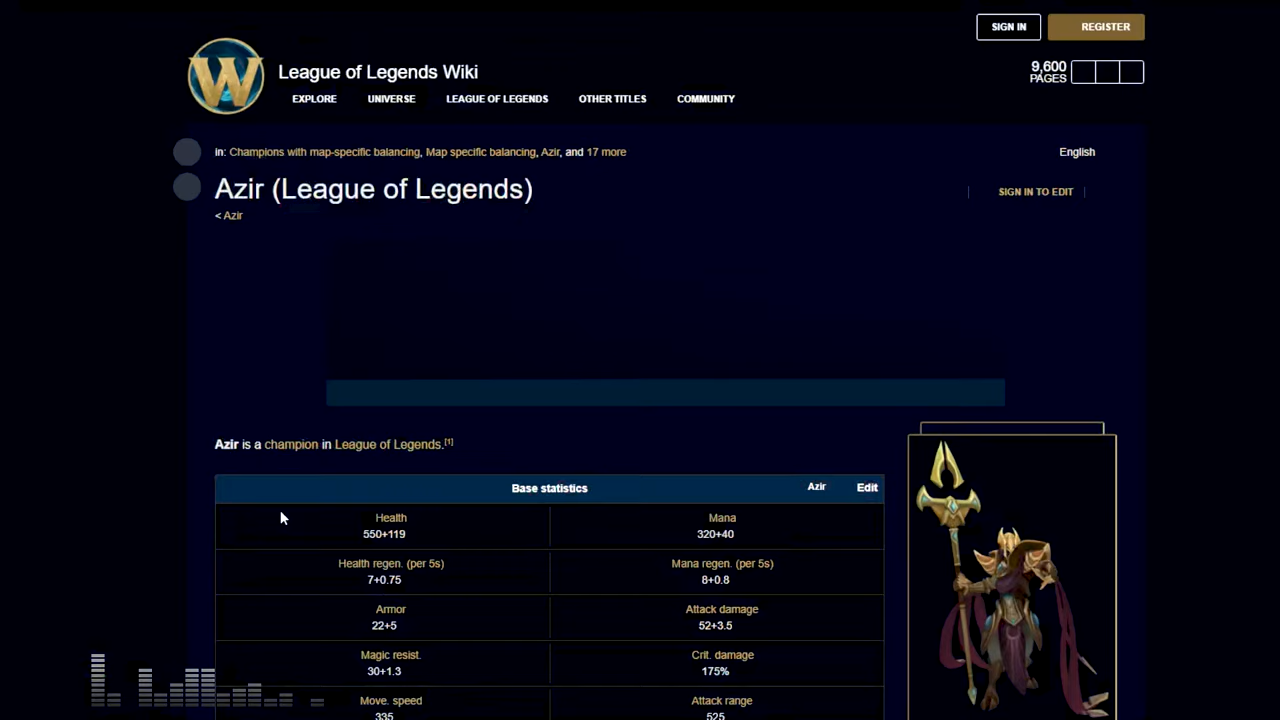 SIGN IN
REGISTER
W
League of Legends Wiki
9,600
PAGES
EXPLORE UNIVERSE LEAGUE OF LEGENDS OTHER TITLES COMMUNITY
in: Champions with map-specific balancing, Map specific balancing, Azir, and 17 more
English
Azir (League of Legends)
SIGN IN TO EDIT
< Azir
Azir is a champion in League of Legends.[1]
Base statistics Azir Edit
Health Mana
550+119 320+40
Health regen. (per 5s) Mana regen. (per 5s)
7+0.75 8+0.8
Armor Attack damage
22+5 52+3.5
Magic resist. Crit. damage
30+1.3 175%
Move. speed Attack range
335 525